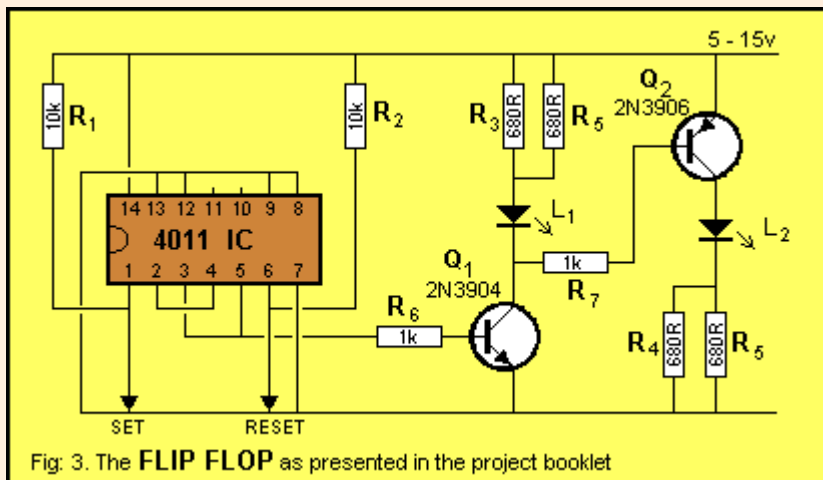 5 - 15v
Q2
2N3906
10k R1
10k R2
R3 680R
680R R5
14 13 12 11 10 9 8
4011 IC
1 2 3 4 5 6 7
L1
L2
Q1
2N3904
1k
R7
R6
1k
R4 680R
680R R5
SET
RESET
Fig: 3. The FLIP FLOP as presented in the project booklet